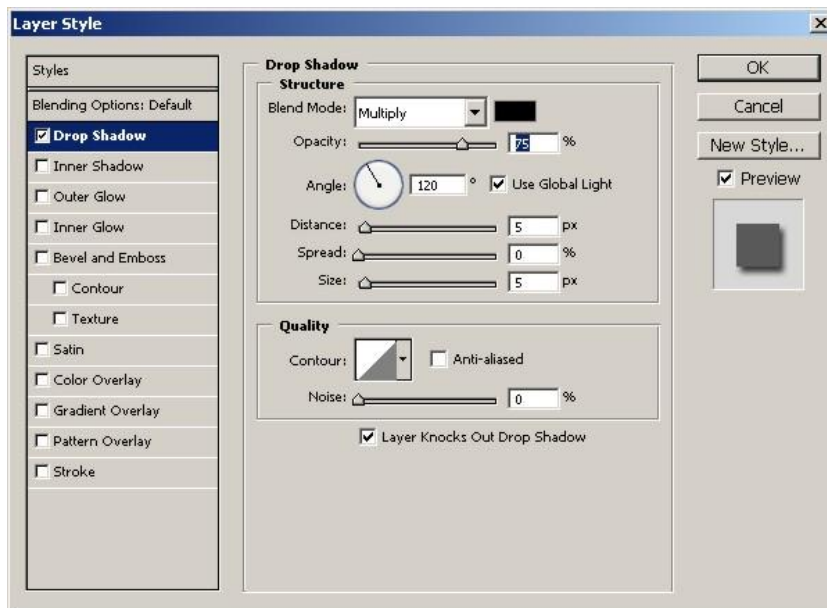 Layer Style
Styles
Blending Options: Default
Drop Shadow
Inner Shadow
Outer Glow
Inner Glow
Bevel and Emboss
Contour
Texture
Satin
Color Overlay
Gradient Overlay
Pattern Overlay
Stroke
Drop Shadow
Structure
Blend Mode: Multiply
Opacity: 75 %
Angle: 120 ° Use Global Light
Distance: 5 px
Spread: 0 %
Size: 5 px
Quality
Contour: Anti-aliased
Noise: 0 %
Layer Knocks Out Drop Shadow
OK
Cancel
New Style...
Preview